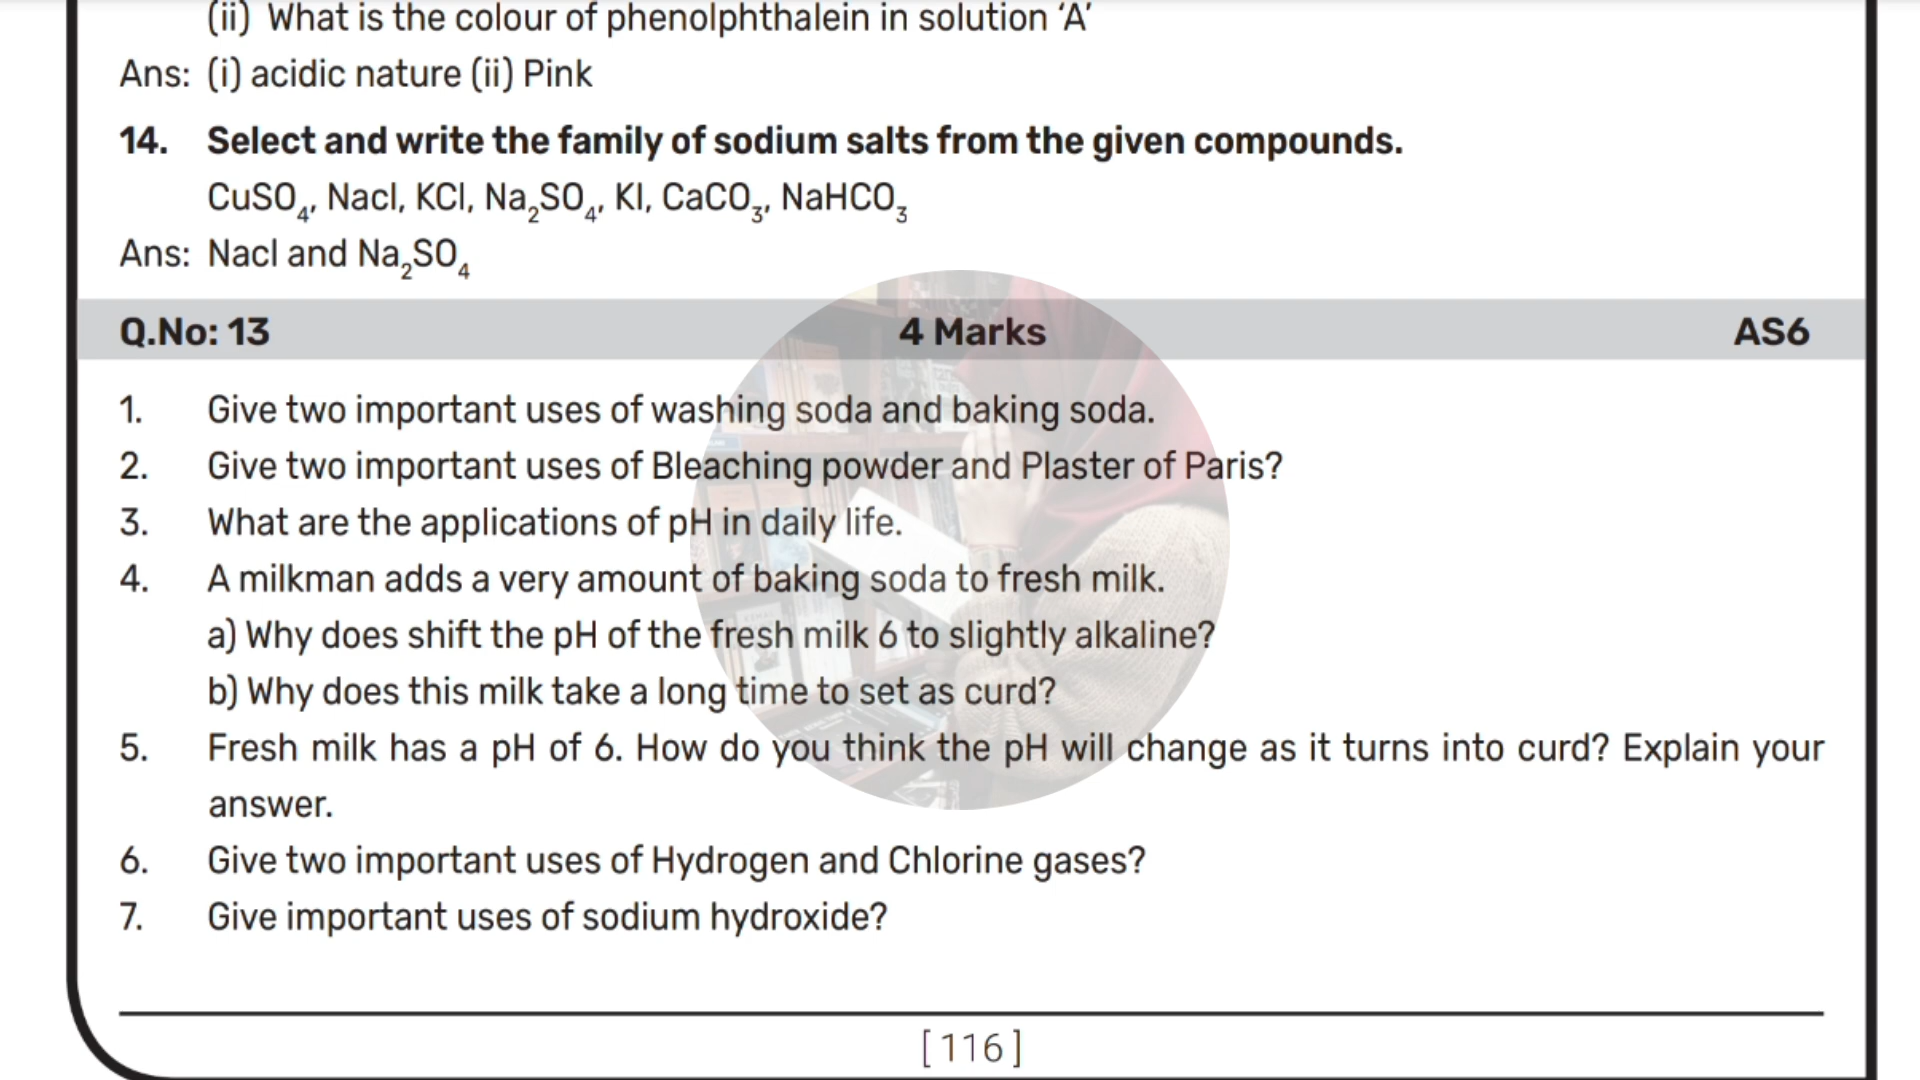 (ii) What is the colour of phenolphthalein in solution ‘A’
Ans: (i) acidic nature (ii) Pink
14. Select and write the family of sodium salts from the given compounds.
CuSO₄, Nacl, KCl, Na₂SO₄, KI, CaCO₃, NaHCO₃
Ans: Nacl and Na₂SO₄
Q.No: 13 4 Marks AS6
1. Give two important uses of washing soda and baking soda.
2. Give two important uses of Bleaching powder and Plaster of Paris?
3. What are the applications of pH in daily life.
4. A milkman adds a very amount of baking soda to fresh milk.
a) Why does shift the pH of the fresh milk 6 to slightly alkaline?
b) Why does this milk take a long time to set as curd?
5. Fresh milk has a pH of 6. How do you think the pH will change as it turns into curd? Explain your
answer.
6. Give two important uses of Hydrogen and Chlorine gases?
7. Give important uses of sodium hydroxide?
[ 116 ]